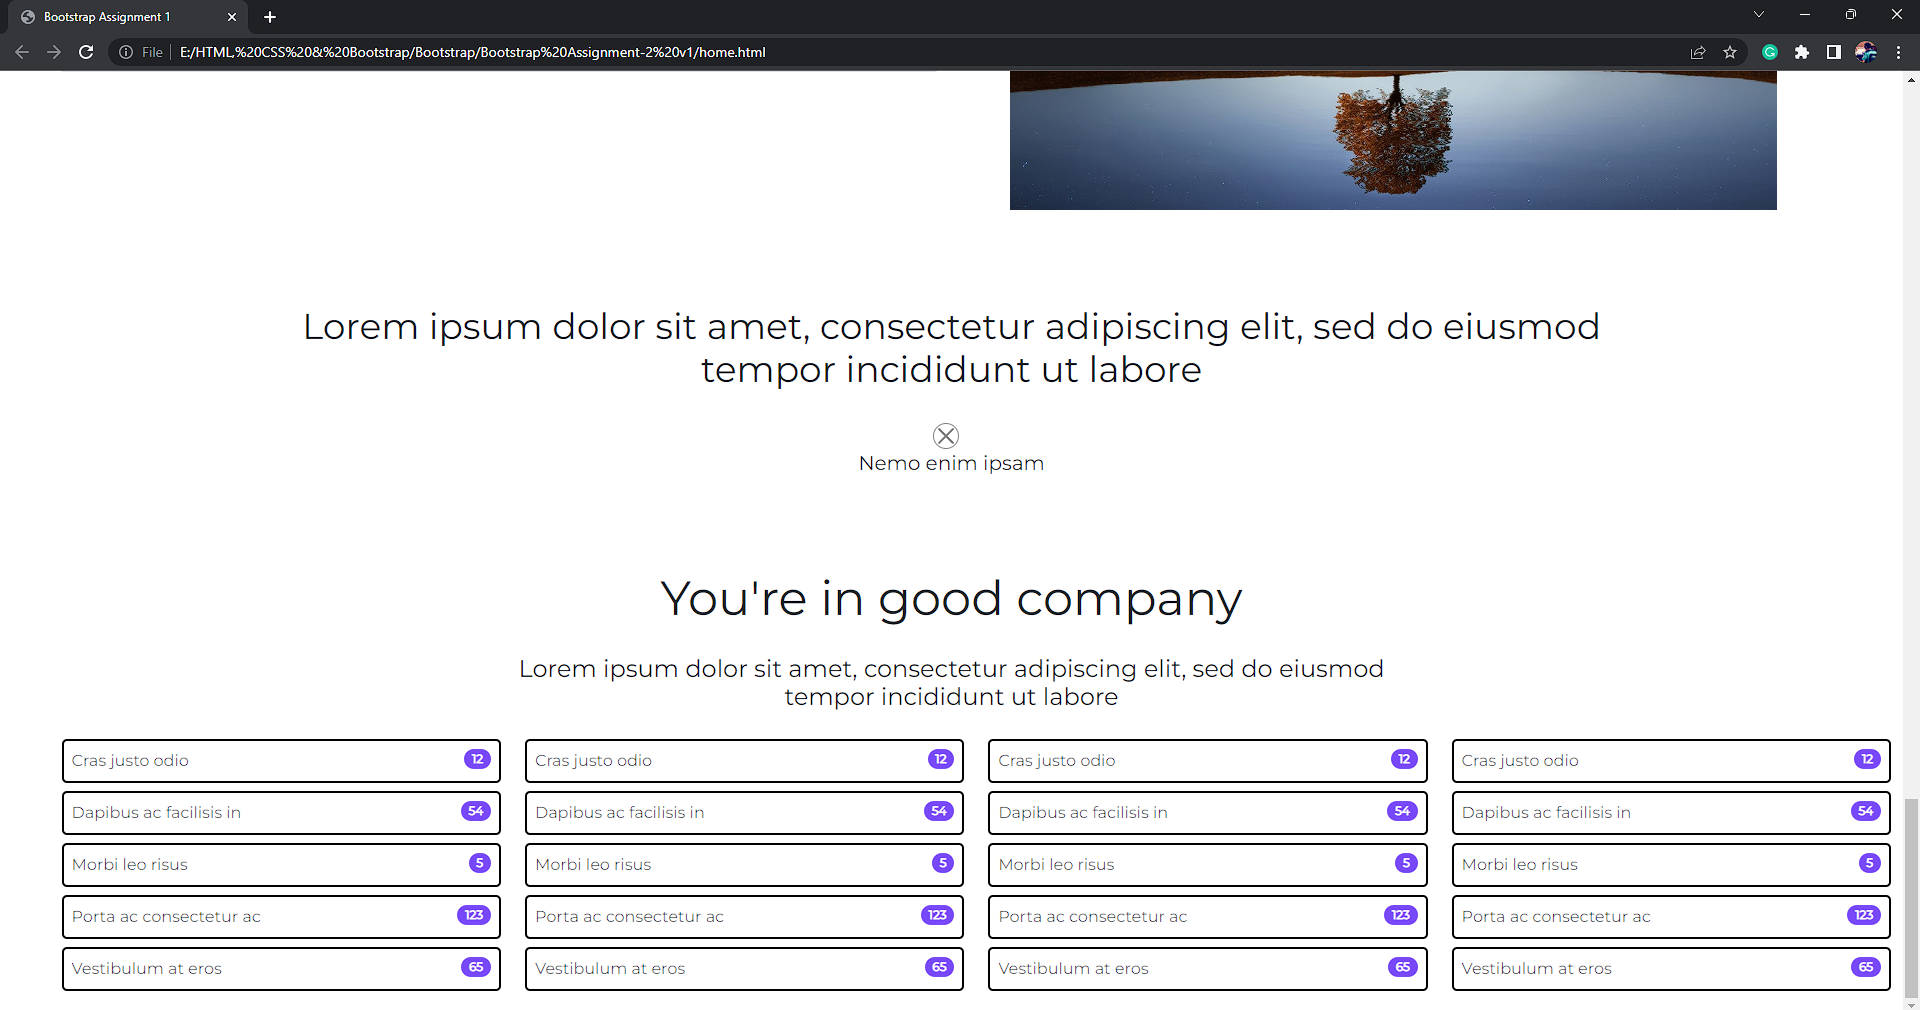 Bootstrap Assignment 1
File
E:/HTML,%20CSS%20&%20Bootstrap/Bootstrap/Bootstrap%20Assignment-2%20v1/home.html
Lorem ipsum dolor sit amet, consectetur adipiscing elit, sed do eiusmod
tempor incididunt ut labore
Nemo enim ipsam
You're in good company
Lorem ipsum dolor sit amet, consectetur adipiscing elit, sed do eiusmod
tempor incididunt ut labore
Cras justo odio 12 Cras justo odio 12 Cras justo odio 12 Cras justo odio 12
Dapibus ac facilisis in 54 Dapibus ac facilisis in 54 Dapibus ac facilisis in 54 Dapibus ac facilisis in 54
Morbi leo risus 5 Morbi leo risus 5 Morbi leo risus 5 Morbi leo risus 5
Porta ac consectetur ac 123 Porta ac consectetur ac 123 Porta ac consectetur ac 123 Porta ac consectetur ac 123
Vestibulum at eros 65 Vestibulum at eros 65 Vestibulum at eros 65 Vestibulum at eros 65